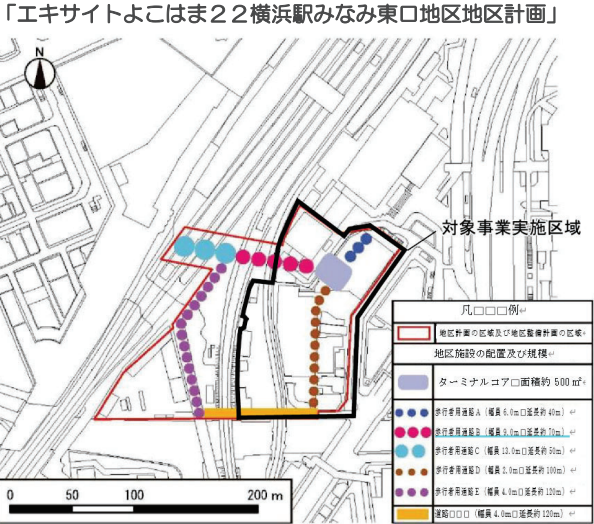 「エキサイトよこはま２２横浜駅みなみ東口地区地区計画」
N
対象事業実施区域
凡□□□例↵
地区計画の区域及び地区整備計画の区域↵
地区施設の配置及び規模↵
ターミナルコア□面積約 500 ㎡↵
歩行者用通路A（幅員 6.0m□延長約 40m）↵
歩行者用通路B（幅員 9.0m□延長約 70m）↵
歩行者用通路C（幅員 13.0m□延長約 50m）↵
歩行者用通路D（幅員 3.0m□延長約 100m）↵
歩行者用通路E（幅員 4.0m□延長約 120m）↵
道路□□□（幅員 4.0m□延長約 120m）↵
0 50 100 200 m